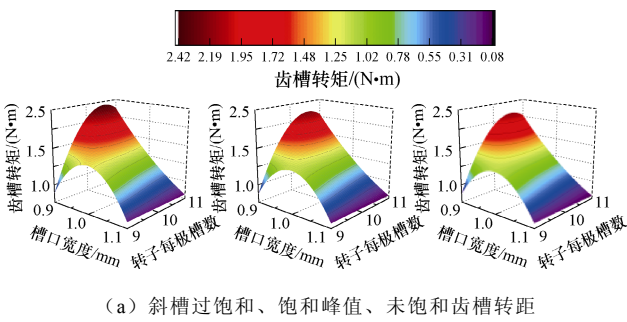 2.42 2.19 1.95 1.72 1.48 1.25 1.02 0.78 0.55 0.31 0.08
齿槽转矩/(N•m)
齿槽转矩/(N•m) 2.5 1.5 1.0 0.9 1.0 1.1 槽口宽度/mm 9 10 11 转子每极槽数
齿槽转矩/(N•m) 2.5 1.5 1.0 0.9 1.0 1.1 槽口宽度/mm 9 10 11 转子每极槽数
齿槽转矩/(N•m) 2.5 1.5 1.0 0.9 1.0 1.1 槽口宽度/mm 9 10 11 转子每极槽数
（a）斜槽过饱和、饱和峰值、未饱和齿槽转距